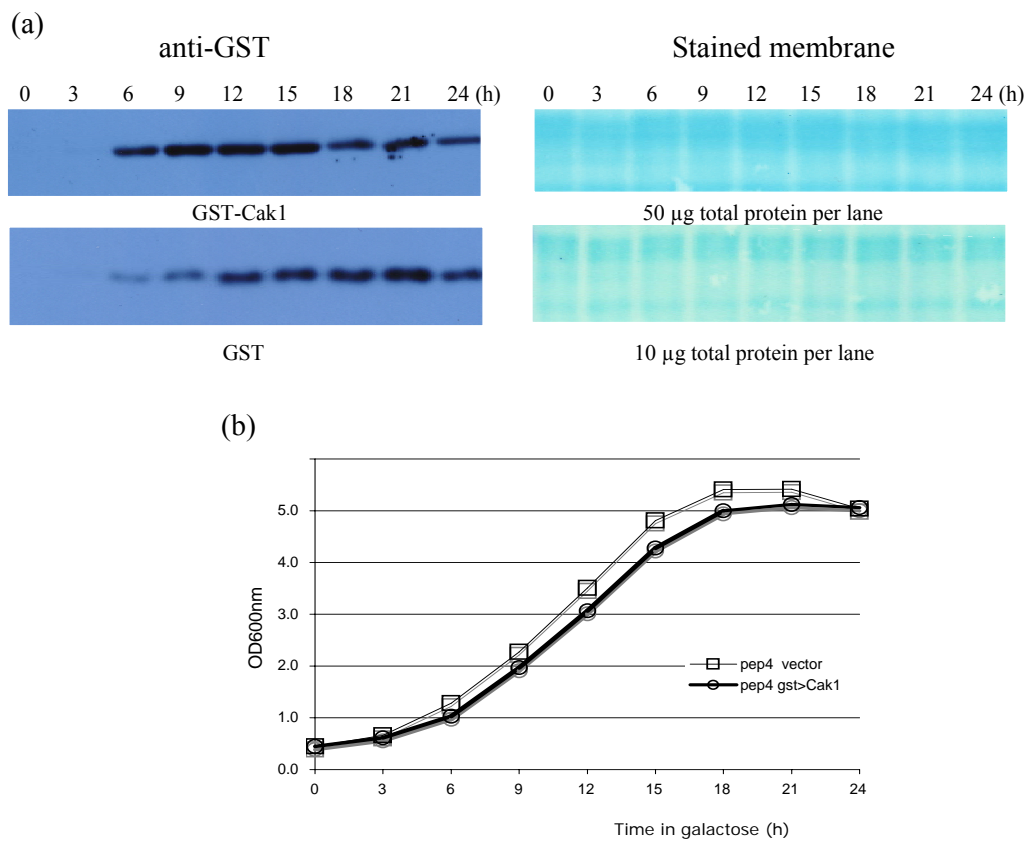 (a)
anti-GST
Stained membrane
0 3 6 9 12 15 18 21 24 (h)
0 3 6 9 12 15 18 21 24 (h)
GST-Cak1
50 µg total protein per lane
GST
10 µg total protein per lane
(b)
OD600nm
5.0
4.0
3.0
2.0
1.0
0.0
pep4 vector
pep4 gst>Cak1
0 3 6 9 12 15 18 21 24
Time in galactose (h)